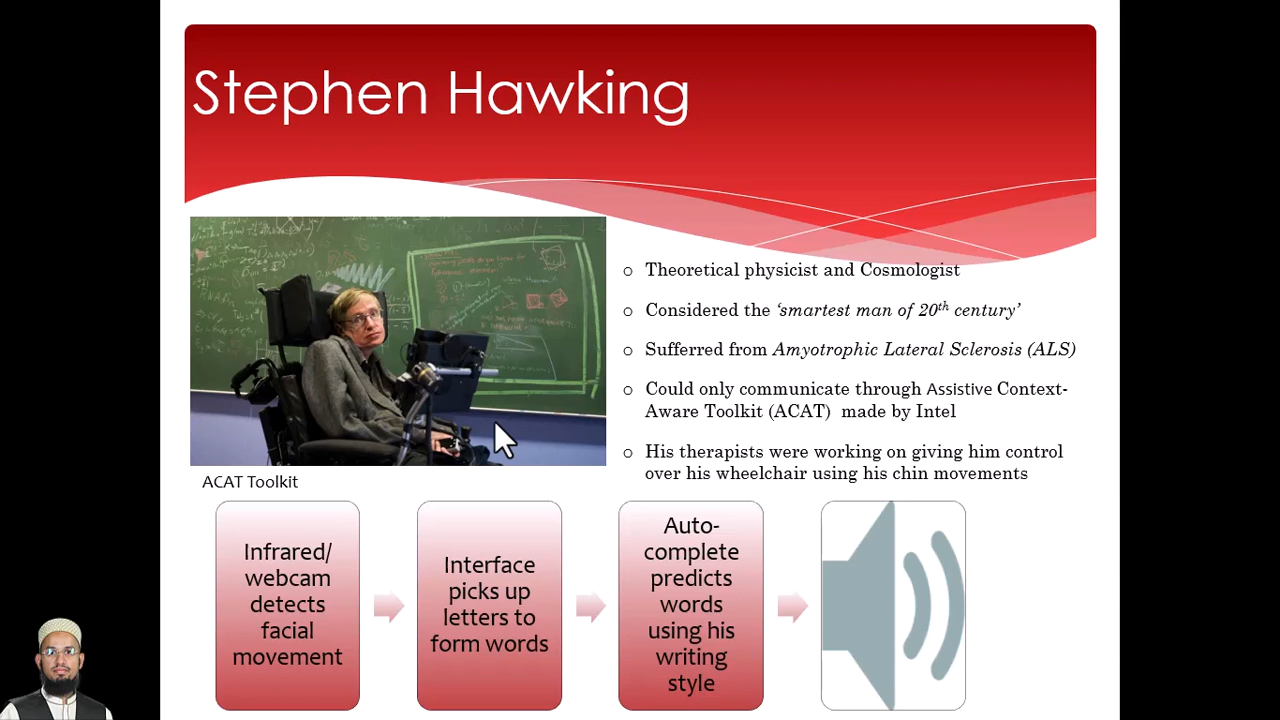 Stephen Hawking
○ Theoretical physicist and Cosmologist
○ Considered the ‘smartest man of 20th century’
○ Sufferred from Amyotrophic Lateral Sclerosis (ALS)
○ Could only communicate through Assistive Context-
Aware Toolkit (ACAT) made by Intel
○ His therapists were working on giving him control
over his wheelchair using his chin movements
ACAT Toolkit
Infrared/
webcam
detects
facial
movement
Interface
picks up
letters to
form words
Auto-
complete
predicts
words
using his
writing
style